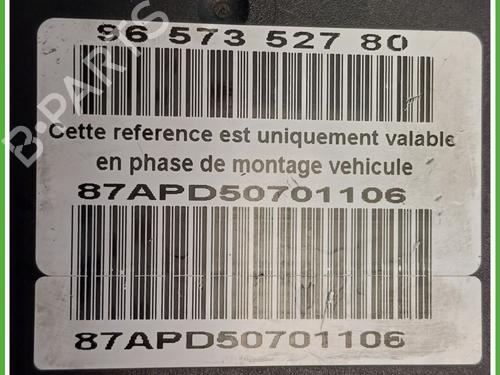 96 573 527 80
Cette reference est uniquement valable
en phase de montage vehicule
87APD50701106
87APD50701106
B-PARTS